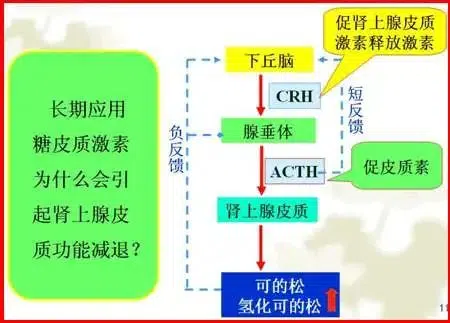 长期应用
糖皮质激素
为什么会引
起肾上腺皮
质功能减退？
促肾上腺皮质
激素释放激素
下丘脑
CRH
负反馈
短反馈
腺垂体
ACTH
促皮质素
肾上腺皮质
可的松
氢化可的松
11